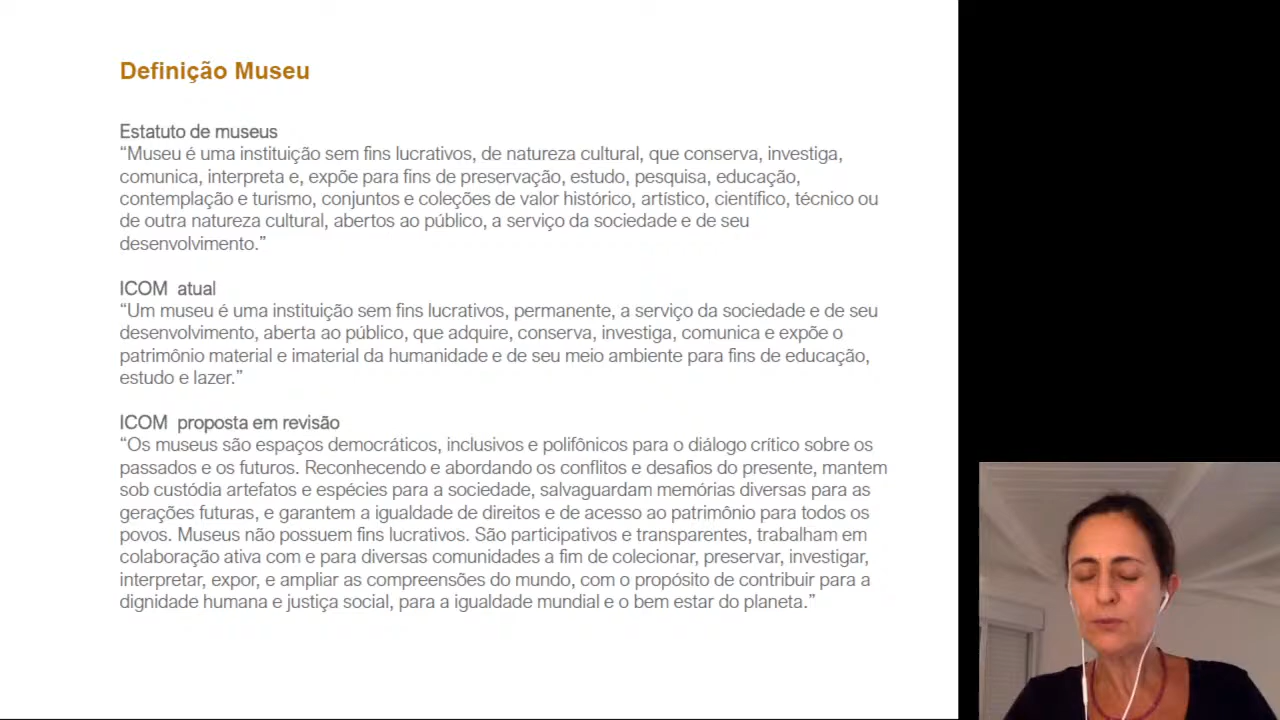 Definição Museu
Estatuto de museus
“Museu é uma instituição sem fins lucrativos, de natureza cultural, que conserva, investiga,
comunica, interpreta e, expõe para fins de preservação, estudo, pesquisa, educação,
contemplação e turismo, conjuntos e coleções de valor histórico, artístico, científico, técnico ou
de outra natureza cultural, abertos ao público, a serviço da sociedade e de seu
desenvolvimento.”
ICOM  atual
“Um museu é uma instituição sem fins lucrativos, permanente, a serviço da sociedade e de seu
desenvolvimento, aberta ao público, que adquire, conserva, investiga, comunica e expõe o
patrimônio material e imaterial da humanidade e de seu meio ambiente para fins de educação,
estudo e lazer.”
ICOM  proposta em revisão
“Os museus são espaços democráticos, inclusivos e polifônicos para o diálogo crítico sobre os
passados e os futuros. Reconhecendo e abordando os conflitos e desafios do presente, mantem
sob custódia artefatos e espécies para a sociedade, salvaguardam memórias diversas para as
gerações futuras, e garantem a igualdade de direitos e de acesso ao patrimônio para todos os
povos. Museus não possuem fins lucrativos. São participativos e transparentes, trabalham em
colaboração ativa com e para diversas comunidades a fim de colecionar, preservar, investigar,
interpretar, expor, e ampliar as compreensões do mundo, com o propósito de contribuir para a
dignidade humana e justiça social, para a igualdade mundial e o bem estar do planeta.”